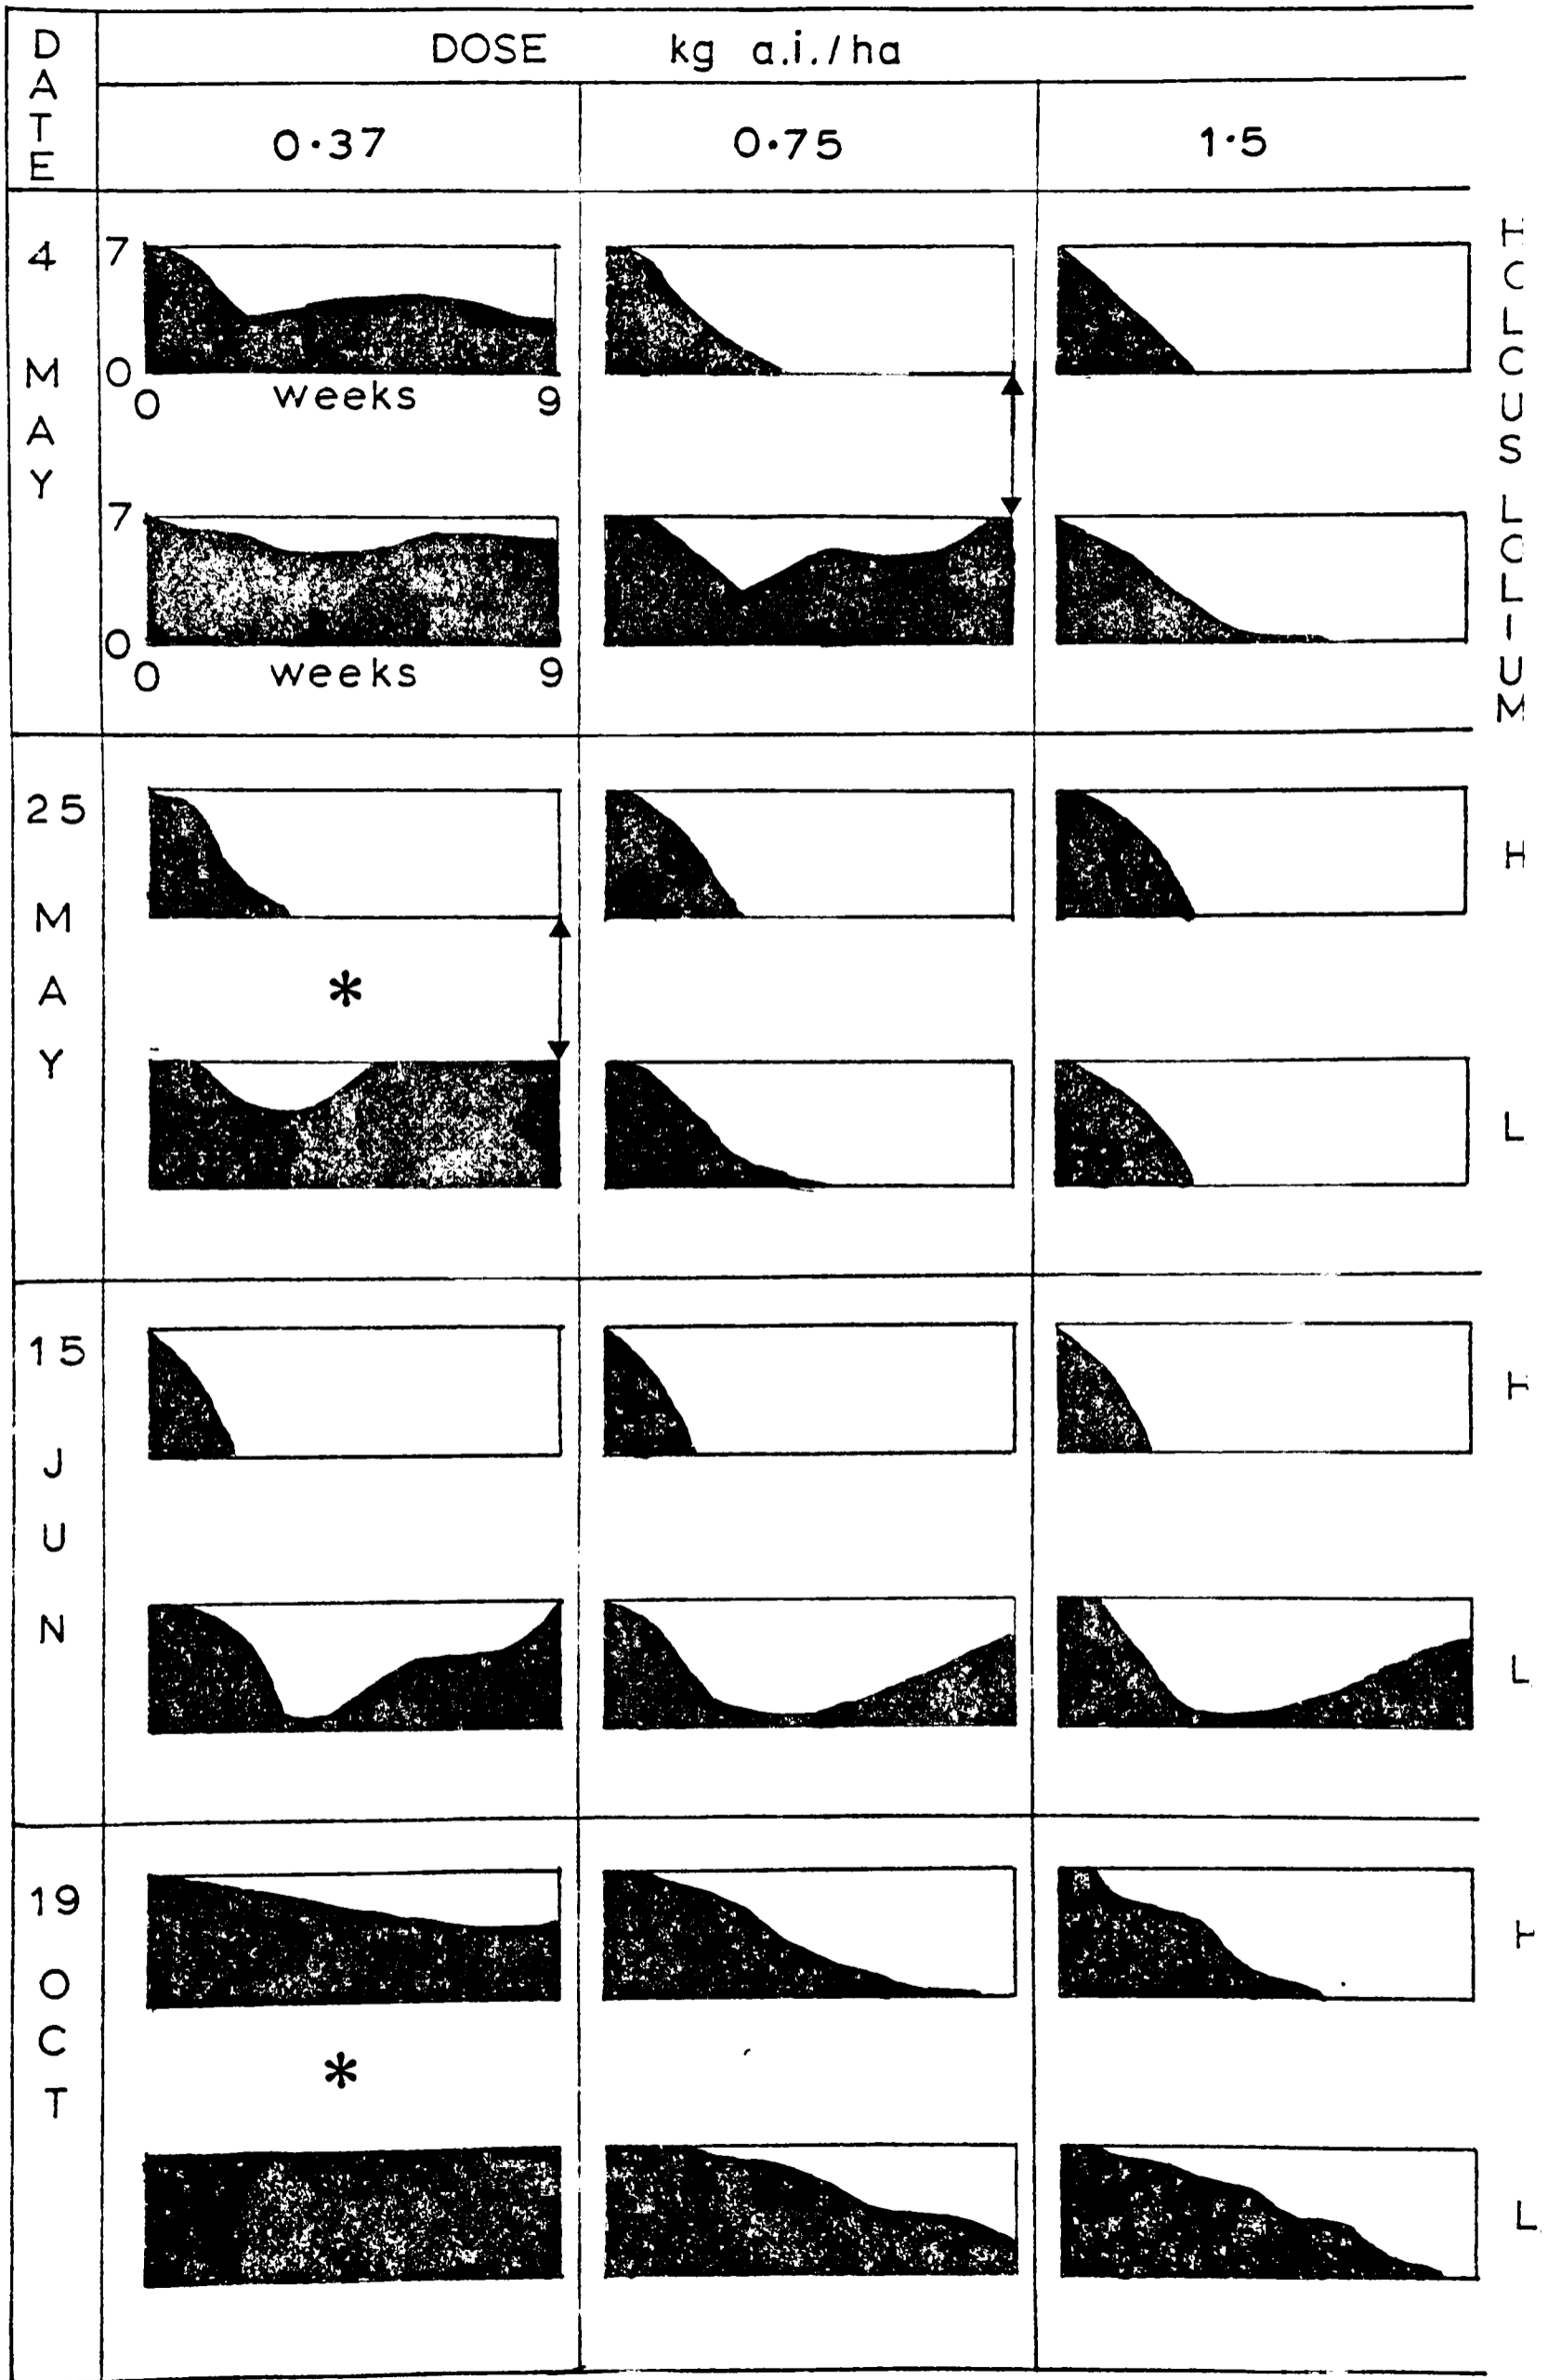 DATE
DOSE kg a.i./ha
0·37 0·75 1·5
4 MAY
7
0
0 weeks 9
HOLCUS
7
0
0 weeks 9
LOLIUM
25 MAY
H
*
L
15 JUN
H
L
19 OCT
H
*
L